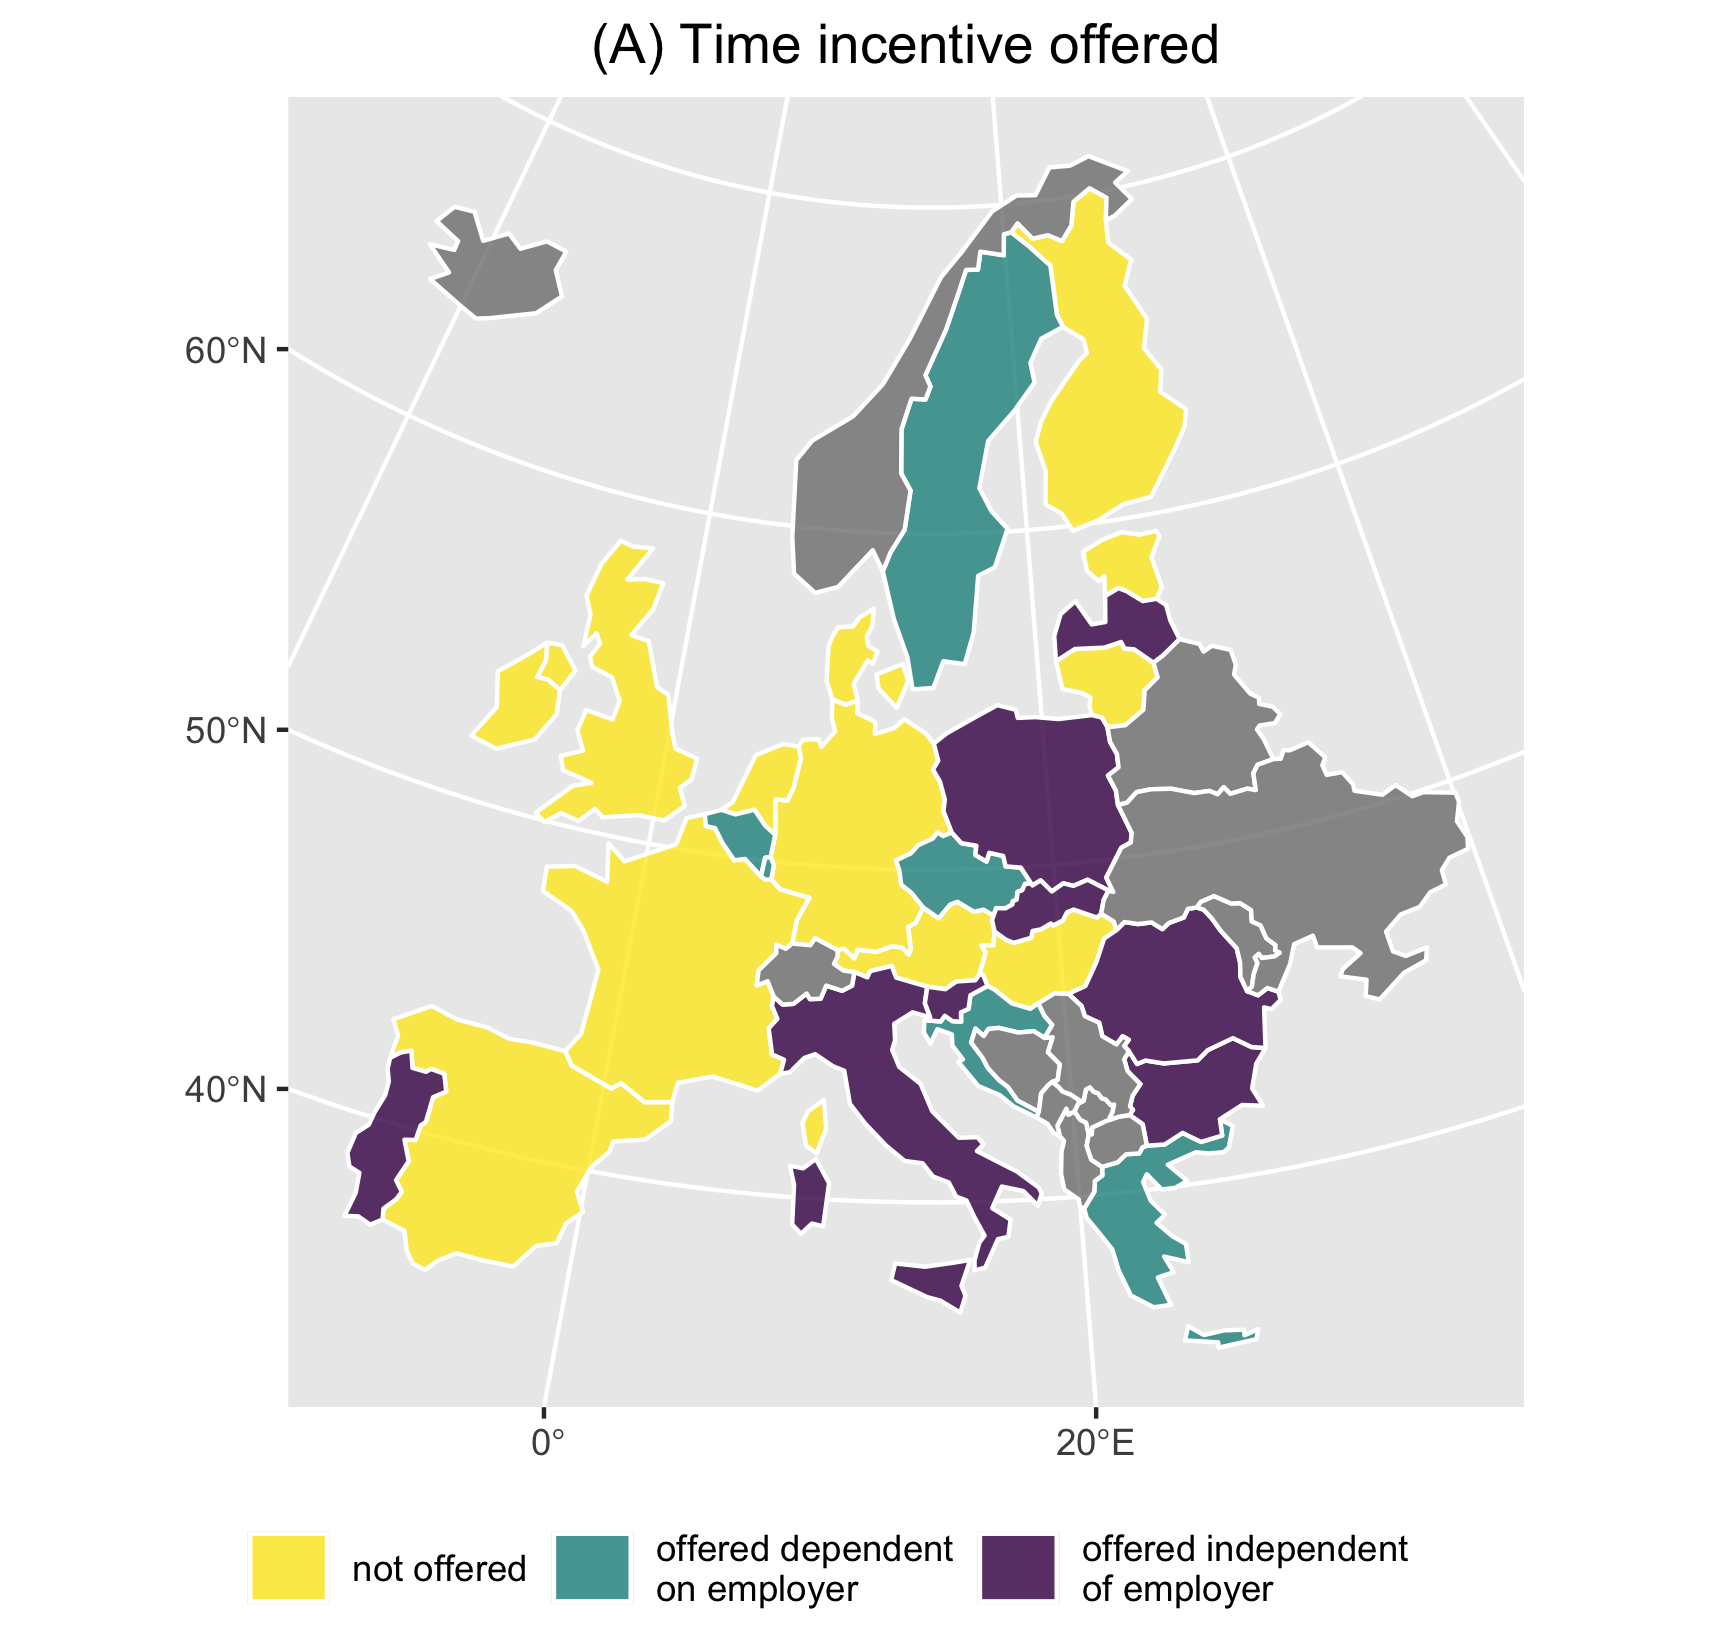 (A) Time incentive offered
60°N
50°N
40°N
0°
20°E
not offered
offered dependent
on employer
offered independent
of employer